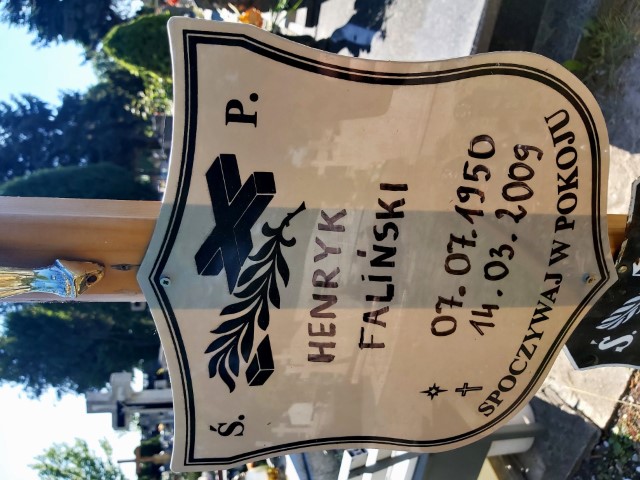 Ś. P.
HENRYK
FALIŃSKI
07.07.1950
14.03.2009
SPOCZYWAJ W POKOJU
Ś